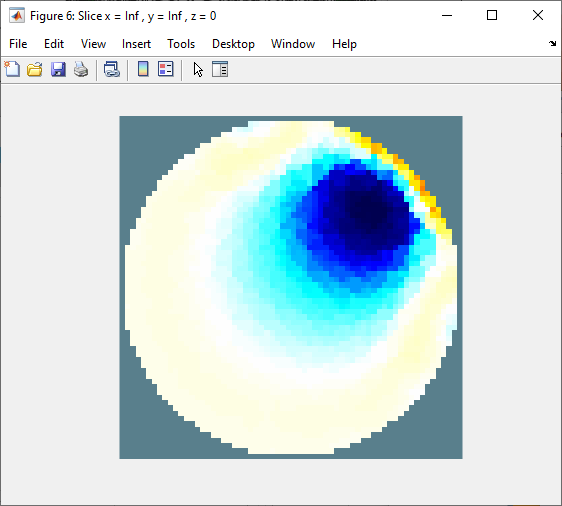 Figure 6: Slice x = Inf , y = Inf , z = 0
File Edit View Insert Tools Desktop Window Help